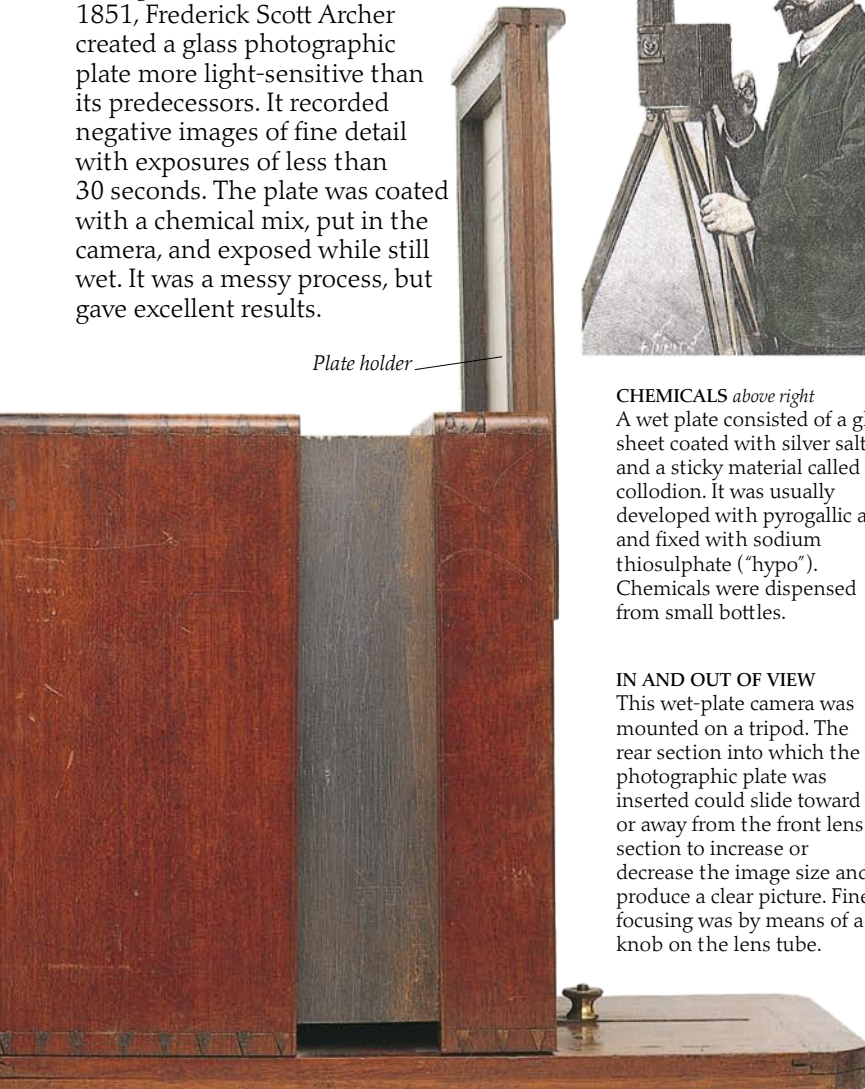 1851, Frederick Scott Archer
created a glass photographic
plate more light-sensitive than
its predecessors. It recorded
negative images of fine detail
with exposures of less than
30 seconds. The plate was coated
with a chemical mix, put in the
camera, and exposed while still
wet. It was a messy process, but
gave excellent results.
Plate holder
CHEMICALS above right
A wet plate consisted of a
sheet coated with silver
and a sticky material called
collodion. It was usually
developed with pyrogallic
and fixed with sodium
thiosulphate (“hypo”).
Chemicals were dispensed
from small bottles.
IN AND OUT OF VIEW
This wet-plate camera was
mounted on a tripod. The
rear section into which the
photographic plate was
inserted could slide toward
or away from the front lens
section to increase or
decrease the image size and
produce a clear picture. Fine
focusing was by means of a
knob on the lens tube.